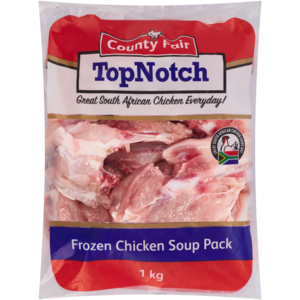 County Fair
TopNotch
Great South African Chicken Everyday!
Frozen Chicken Soup Pack
1 kg